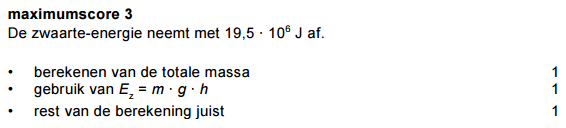 maximumscore 3
De zwaarte-energie neemt met 19,5 · 10⁶ J af.
• berekenen van de totale massa 1
• gebruik van E_z = m · g · h 1
• rest van de berekening juist 1